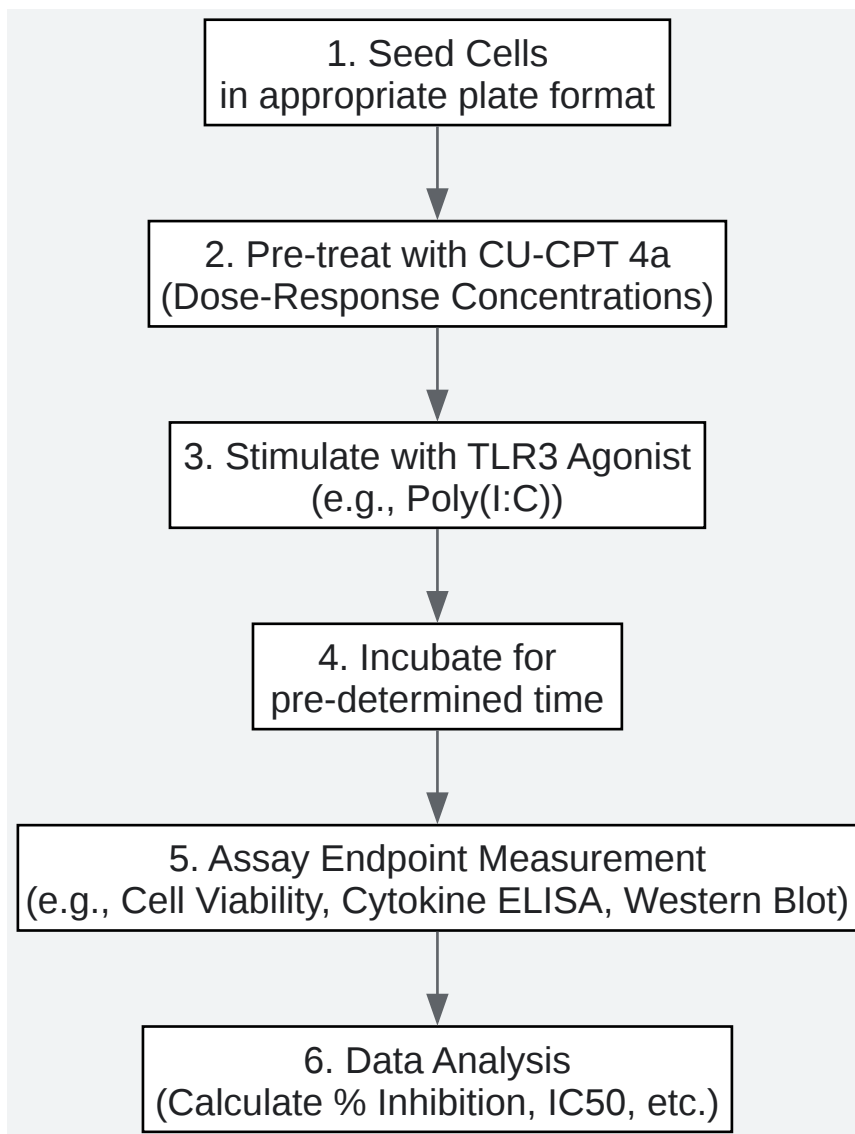 1. Seed Cells
in appropriate plate format
2. Pre-treat with CU-CPT 4a
(Dose-Response Concentrations)
3. Stimulate with TLR3 Agonist
(e.g., Poly(I:C))
4. Incubate for
pre-determined time
5. Assay Endpoint Measurement
(e.g., Cell Viability, Cytokine ELISA, Western Blot)
6. Data Analysis
(Calculate % Inhibition, IC50, etc.)